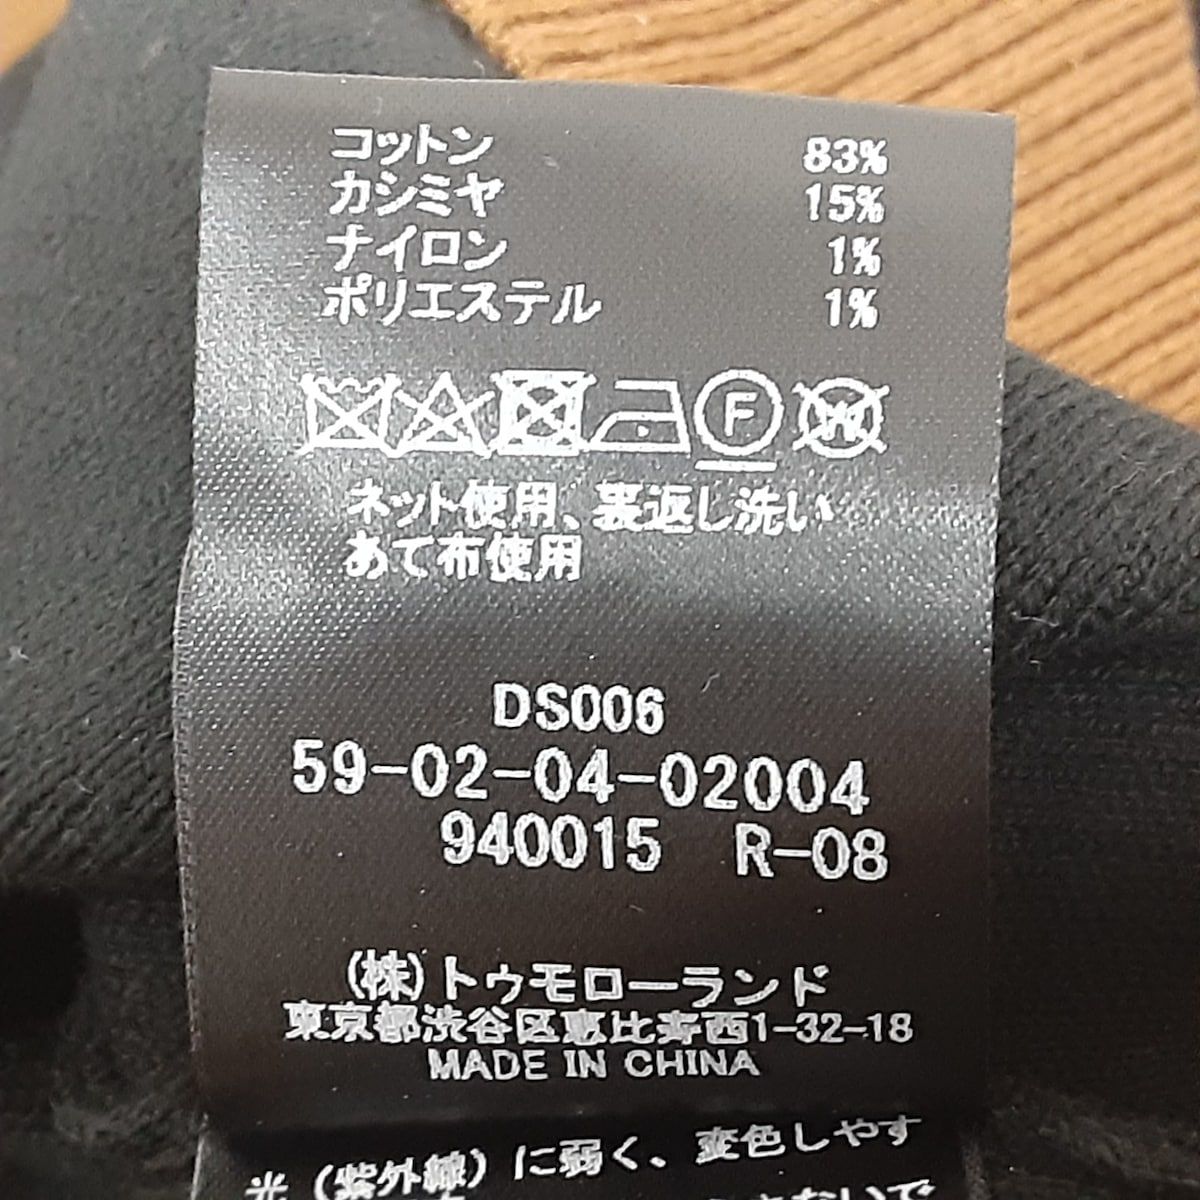 コットン 83%
カシミヤ 15%
ナイロン 1%
ポリエステル 1%
F W
ネット使用、裏返し洗い
あて布使用
DS006
59-02-04-02004
940015 R-08
(株)トゥモローランド
東京都渋谷区恵比寿西1-32-18
MADE IN CHINA
光(紫外線)に弱く、変色しやす